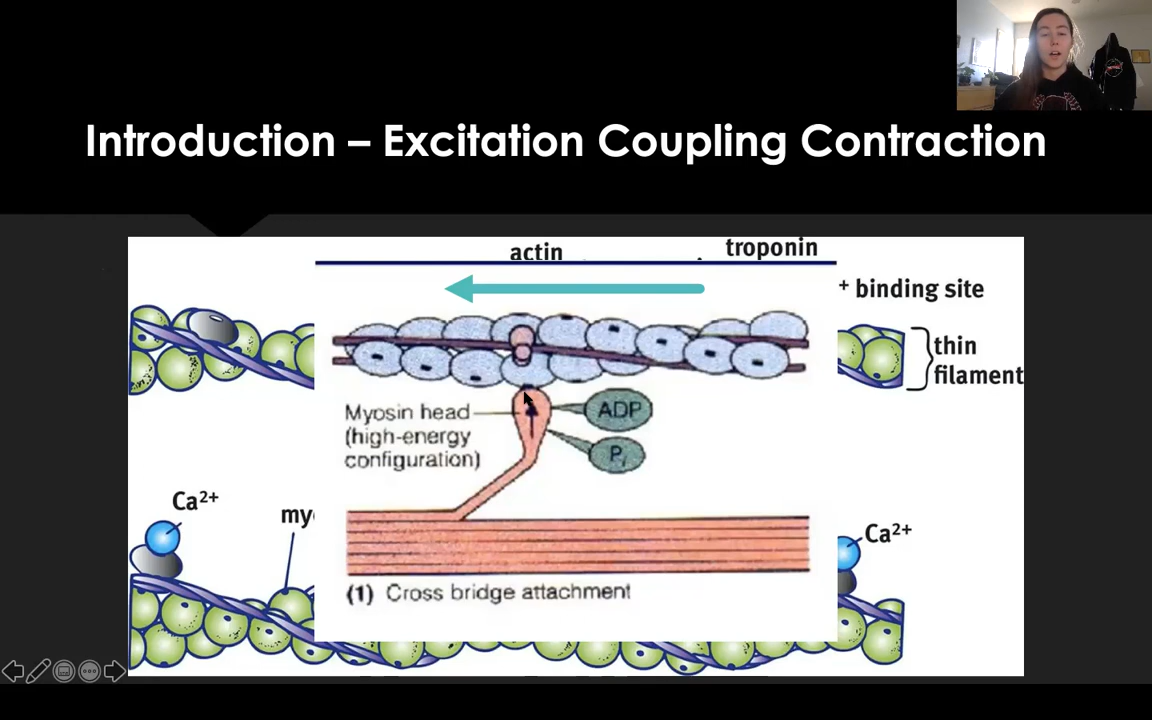 Introduction – Excitation Coupling Contraction
actin
troponin
+ binding site
thin
filament
Myosin head
(high-energy
configuration)
ADP
Pi
Ca2+
my
Ca2+
(1) Cross bridge attachment